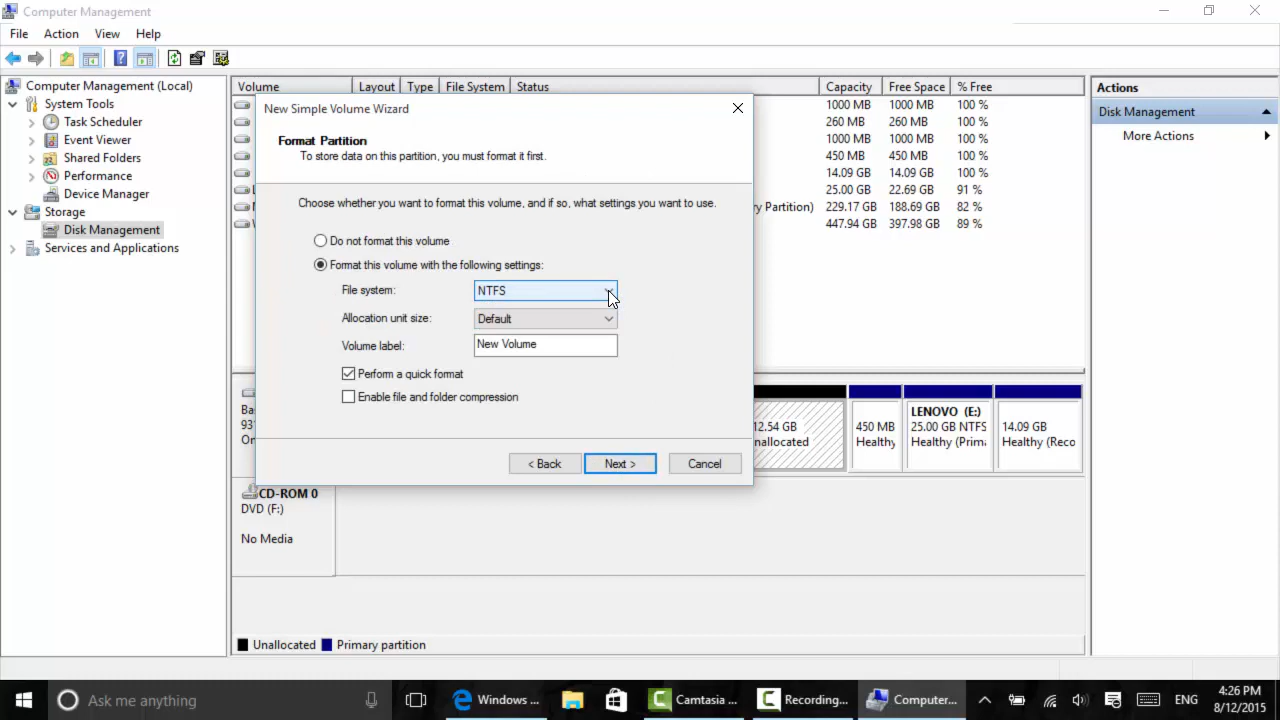 Computer Management
File Action View Help
Computer Management (Local)
System Tools
Task Scheduler
Event Viewer
Shared Folders
Performance
Device Manager
Storage
Disk Management
Services and Applications
Volume Layout Type File System Status Capacity Free Space % Free
1000 MB 1000 MB 100 %
260 MB 260 MB 100 %
1000 MB 1000 MB 100 %
450 MB 450 MB 100 %
14.09 GB 14.09 GB 100 %
25.00 GB 22.69 GB 91 %
y Partition) 229.17 GB 188.69 GB 82 %
447.94 GB 397.98 GB 89 %
Actions
Disk Management
More Actions
New Simple Volume Wizard
Format Partition
To store data on this partition, you must format it first.
Choose whether you want to format this volume, and if so, what settings you want to use.
Do not format this volume
Format this volume with the following settings:
File system: NTFS
Allocation unit size: Default
Volume label: New Volume
Perform a quick format
Enable file and folder compression
< Back Next > Cancel
Ba
93
On
12.54 GB
nallocated
450 MB
Healthy
LENOVO (E:)
25.00 GB NTFS
Healthy (Prima
14.09 GB
Healthy (Reco
CD-ROM 0
DVD (F:)
No Media
Unallocated Primary partition
Ask me anything
Windows ...
Camtasia ...
Recording...
Computer...
ENG
4:26 PM
8/12/2015